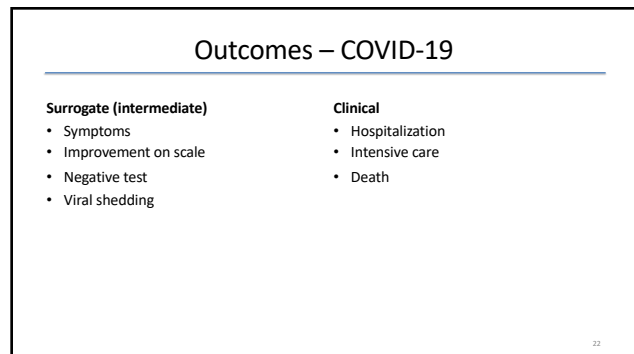 Outcomes – COVID-19
Surrogate (intermediate)
• Symptoms
• Improvement on scale
• Negative test
• Viral shedding
Clinical
• Hospitalization
• Intensive care
• Death
22